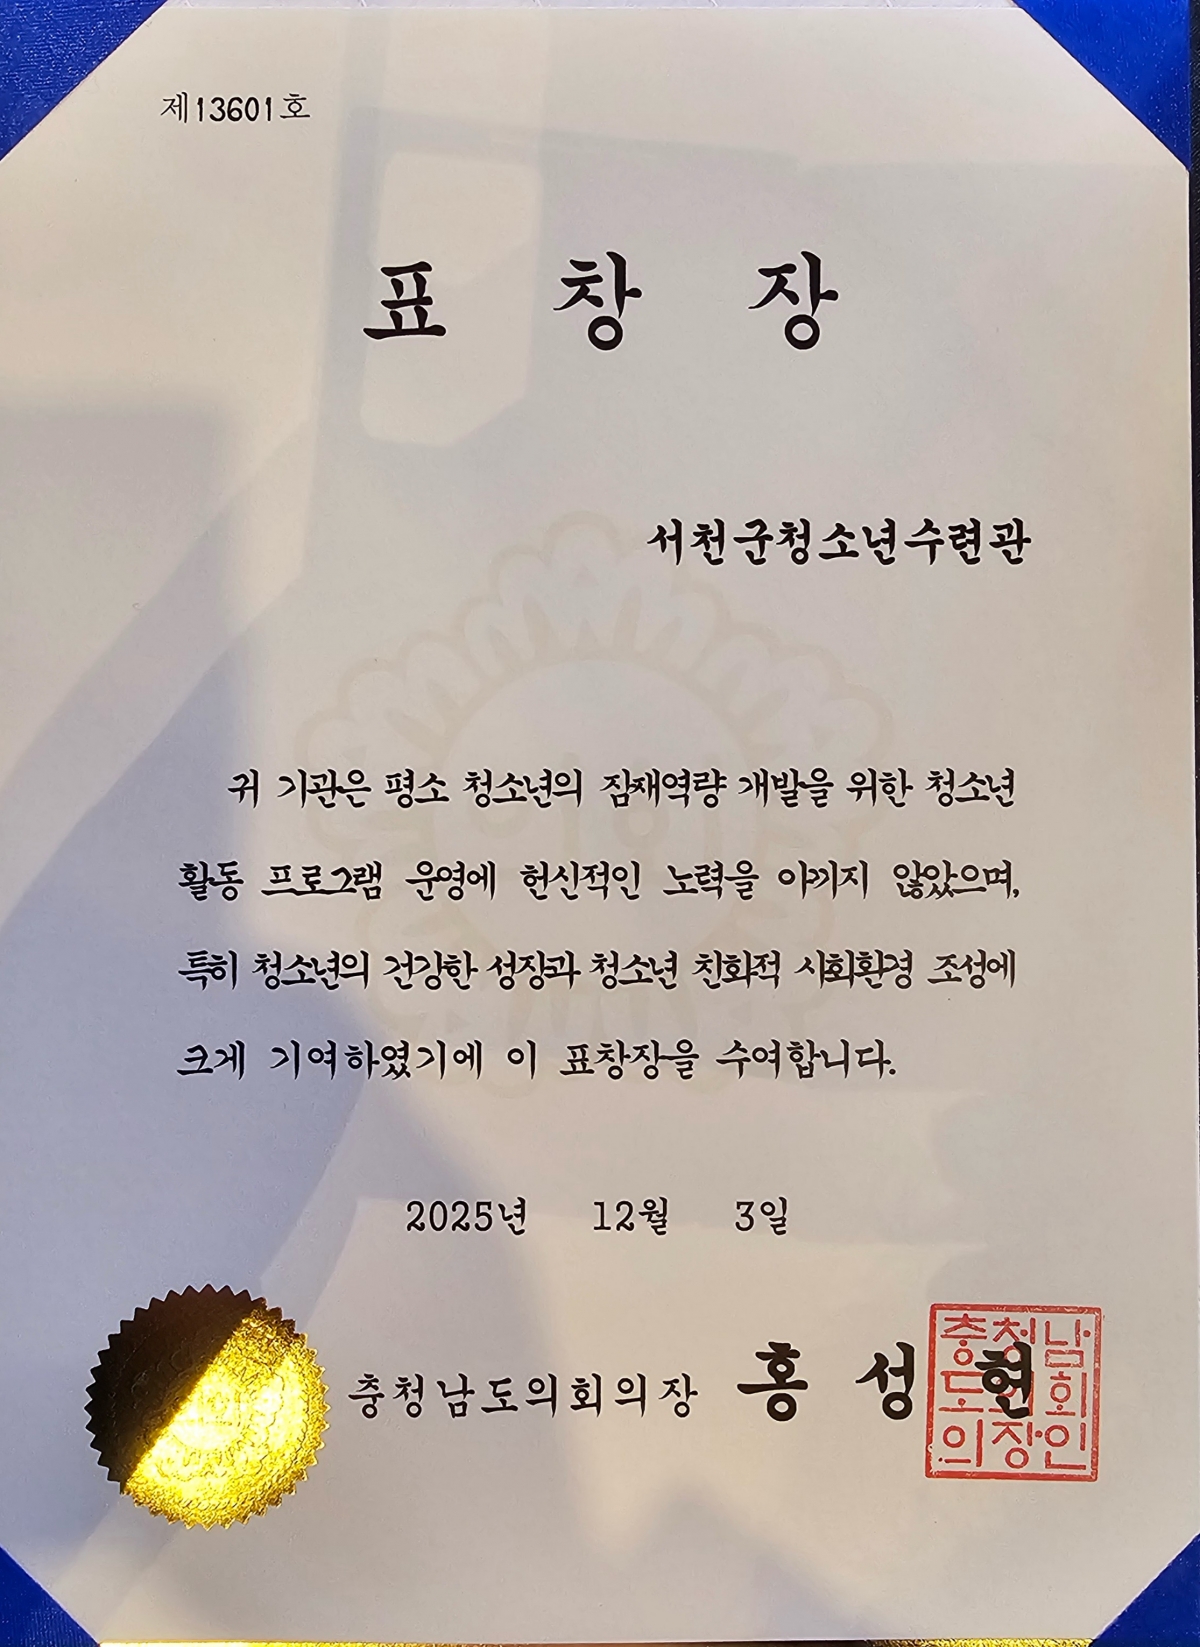 제13601호
표 창 장
서천군청소년수련관
귀 기관은 평소 청소년의 잠재역량 개발을 위한 청소년
활동 프로그램 운영에 헌신적인 노력을 아끼지 않았으며,
특히 청소년의 건강한 성장과 청소년 친화적 사회환경 조성에
크게 기여하였기에 이 표창장을 수여합니다.
2025년 12월 3일
충청남도의회의장 홍 성 현
충청남
도의회
의장인